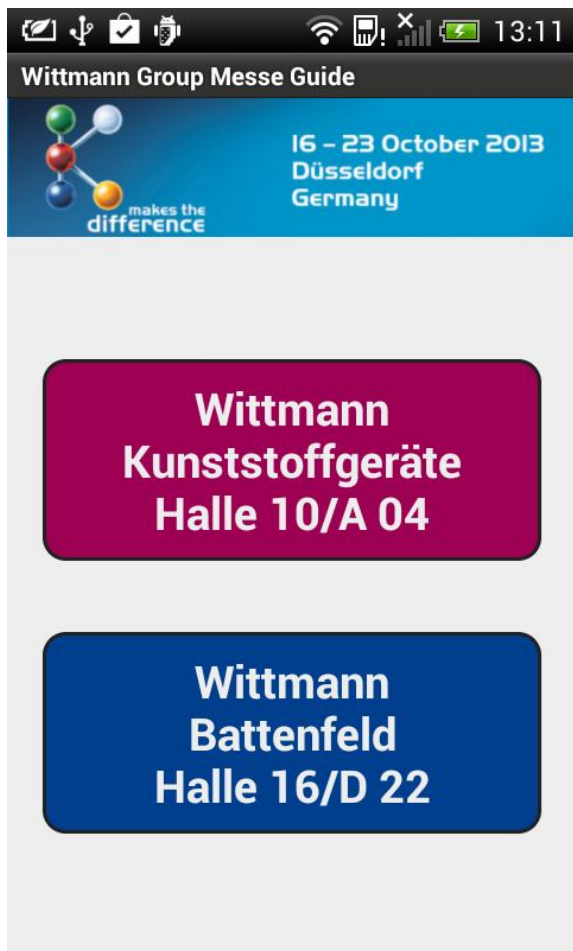 13:11
Wittmann Group Messe Guide
16 – 23 October 2013
Düsseldorf
Germany
makes the
difference
Wittmann
Kunststoffgeräte
Halle 10/A 04
Wittmann
Battenfeld
Halle 16/D 22